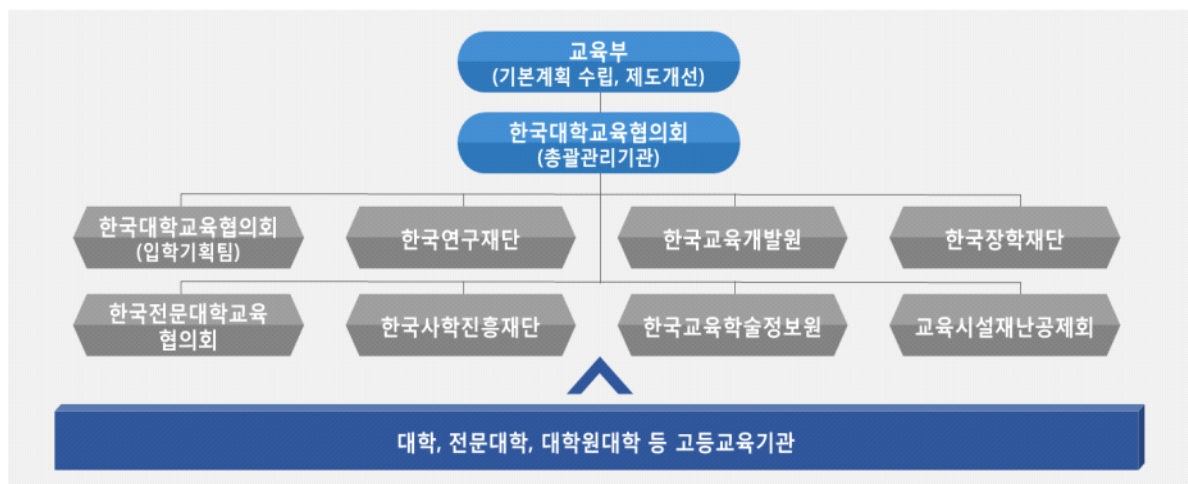 교육부
(기본계획 수립, 제도개선)
한국대학교육협의회
(총괄관리기관)
한국대학교육협의회
(입학기획팀)
한국연구재단
한국교육개발원
한국장학재단
한국전문대학교육
협의회
한국사학진흥재단
한국교육학술정보원
교육시설재난공제회
대학, 전문대학, 대학원대학 등 고등교육기관